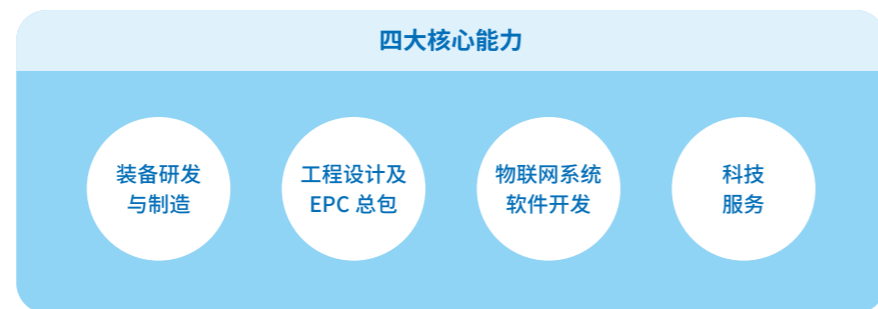 四大核心能力
装备研发
与制造
工程设计及
EPC 总包
物联网系统
软件开发
科技
服务